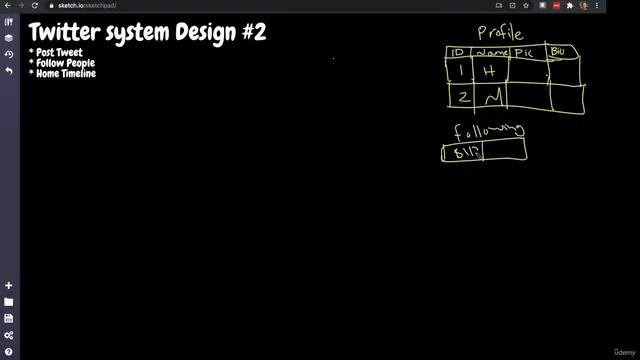 sketch.io/sketchpad/
Twitter system Design #2
* Post Tweet
* Follow People
* Home Timeline
Profile
ID Name Pic Bio
1 H
2 N
following
ûdemy